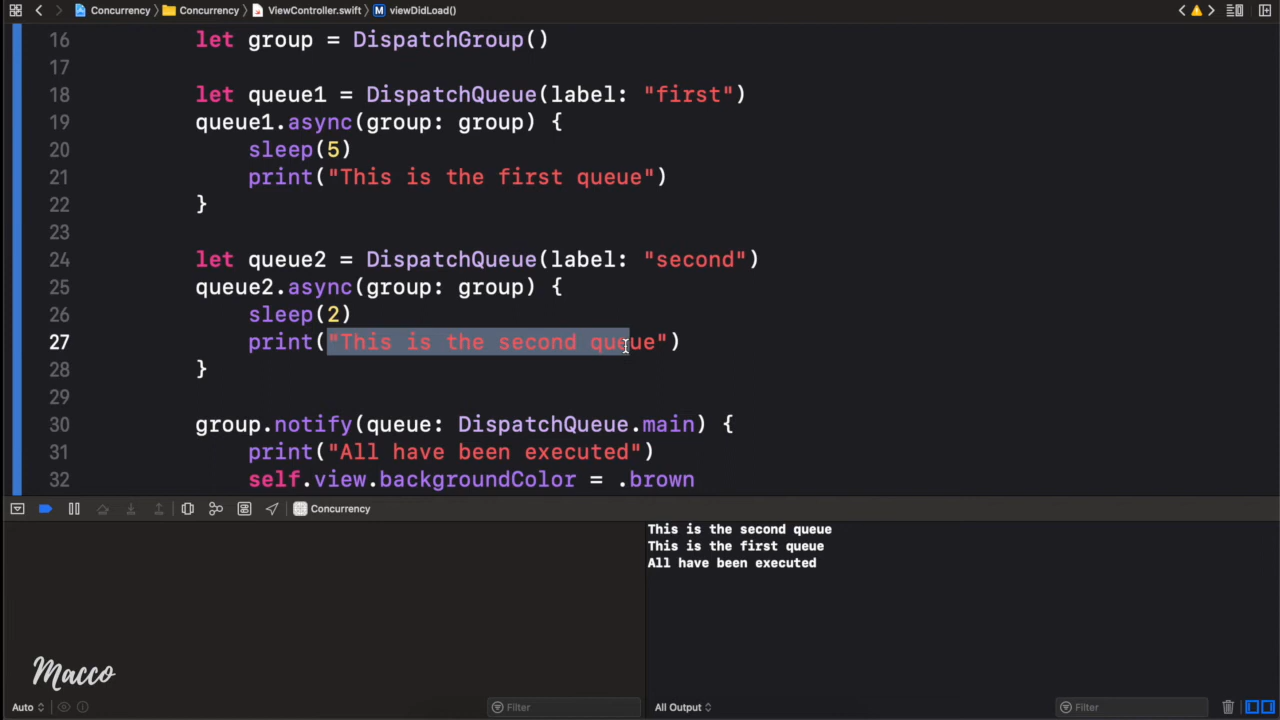 Concurrency > Concurrency > ViewController.swift > M viewDidLoad()
16 let group = DispatchGroup()
17
18 let queue1 = DispatchQueue(label: "first")
19 queue1.async(group: group) {
20 sleep(5)
21 print("This is the first queue")
22 }
23
24 let queue2 = DispatchQueue(label: "second")
25 queue2.async(group: group) {
26 sleep(2)
27 print("This is the second queue")
28 }
29
30 group.notify(queue: DispatchQueue.main) {
31 print("All have been executed")
32 self.view.backgroundColor = .brown
Concurrency
This is the second queue
This is the first queue
All have been executed
Macco
Auto
Filter
All Output
Filter